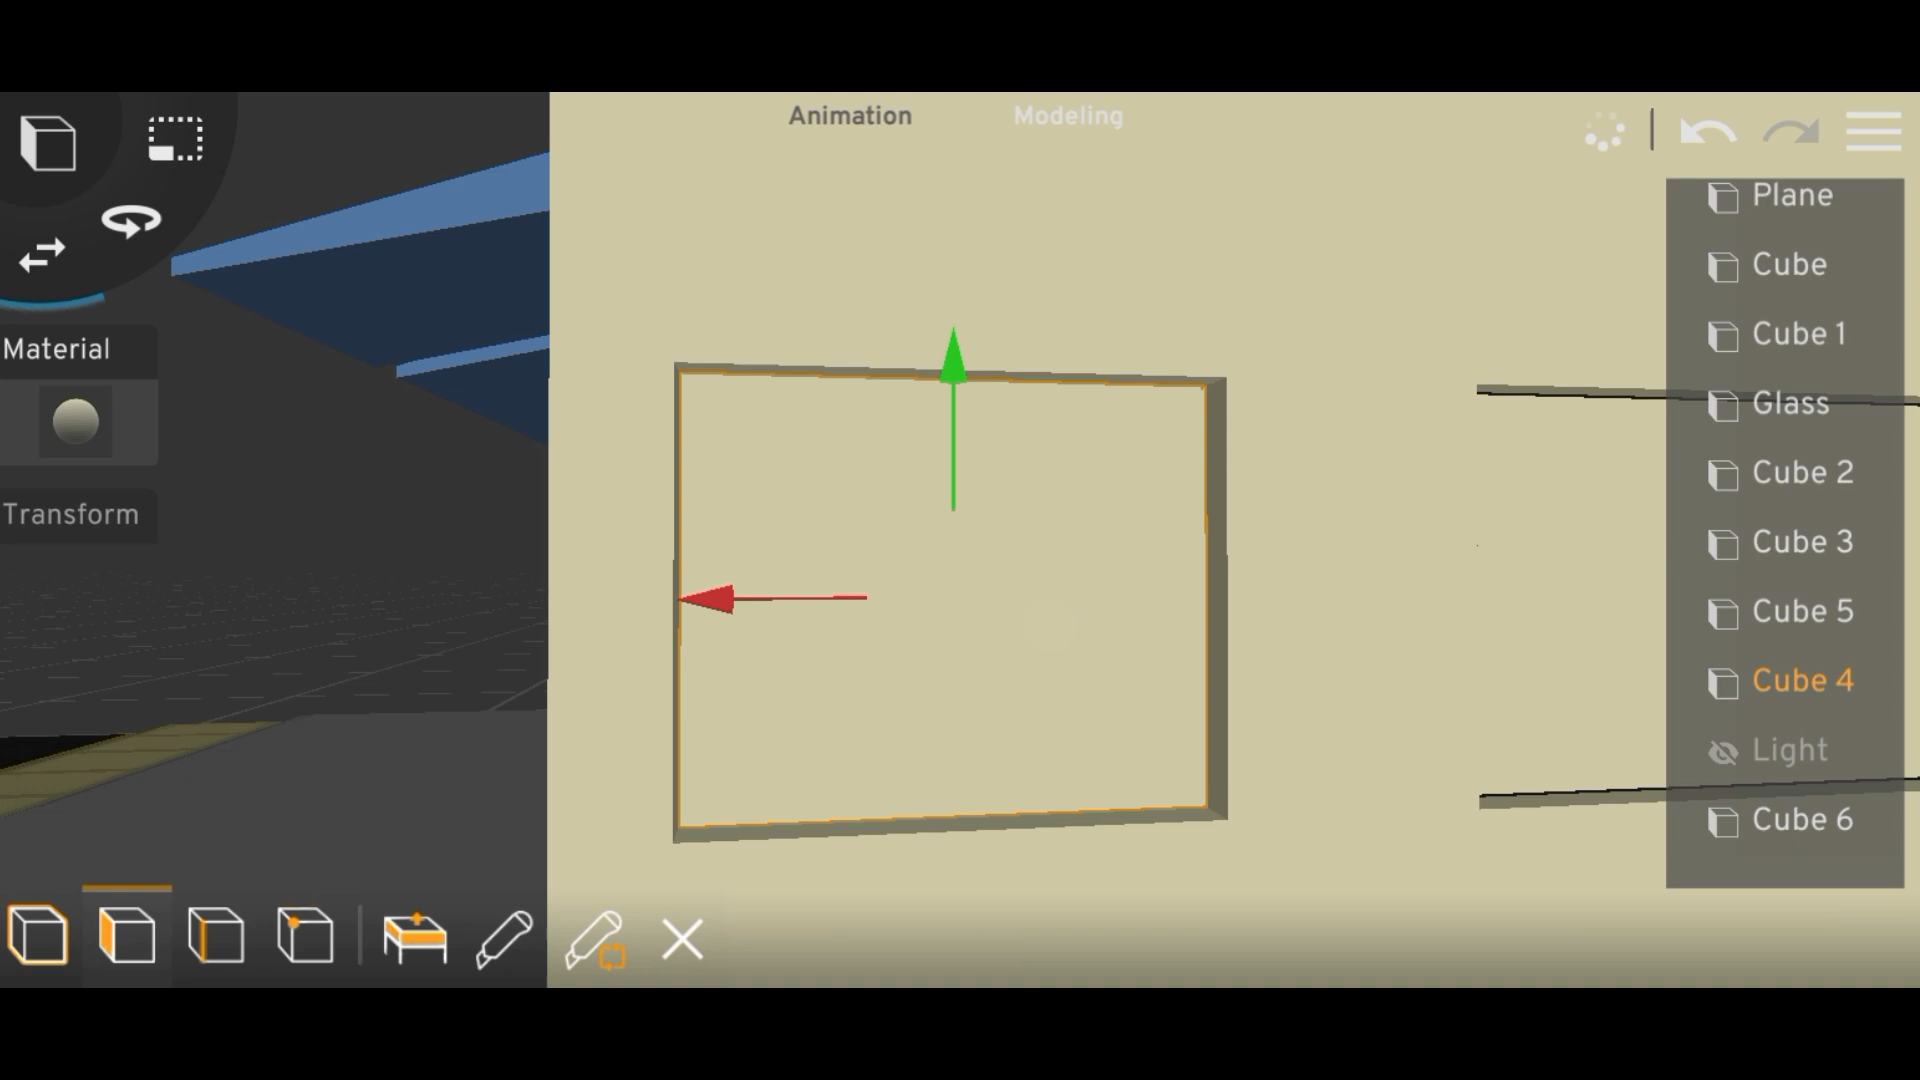 Animation
Modeling
Material
Transform
Plane
Cube
Cube 1
Glass
Cube 2
Cube 3
Cube 5
Cube 4
Light
Cube 6